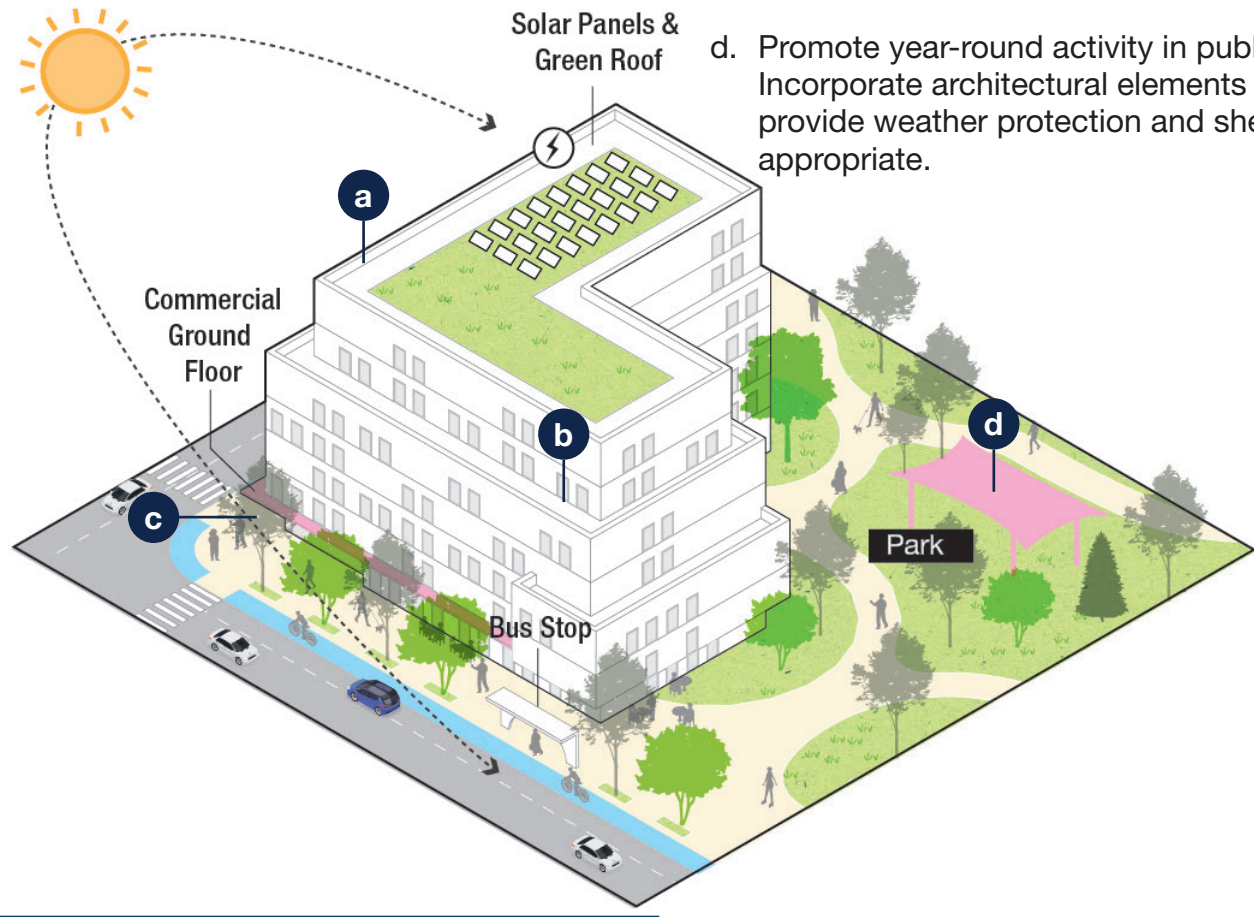 Solar Panels &
Green Roof
d. Promote year-round activity in publ
Incorporate architectural elements
provide weather protection and she
appropriate.
a
Commercial
Ground
Floor
b
d
c
Park
Bus Stop